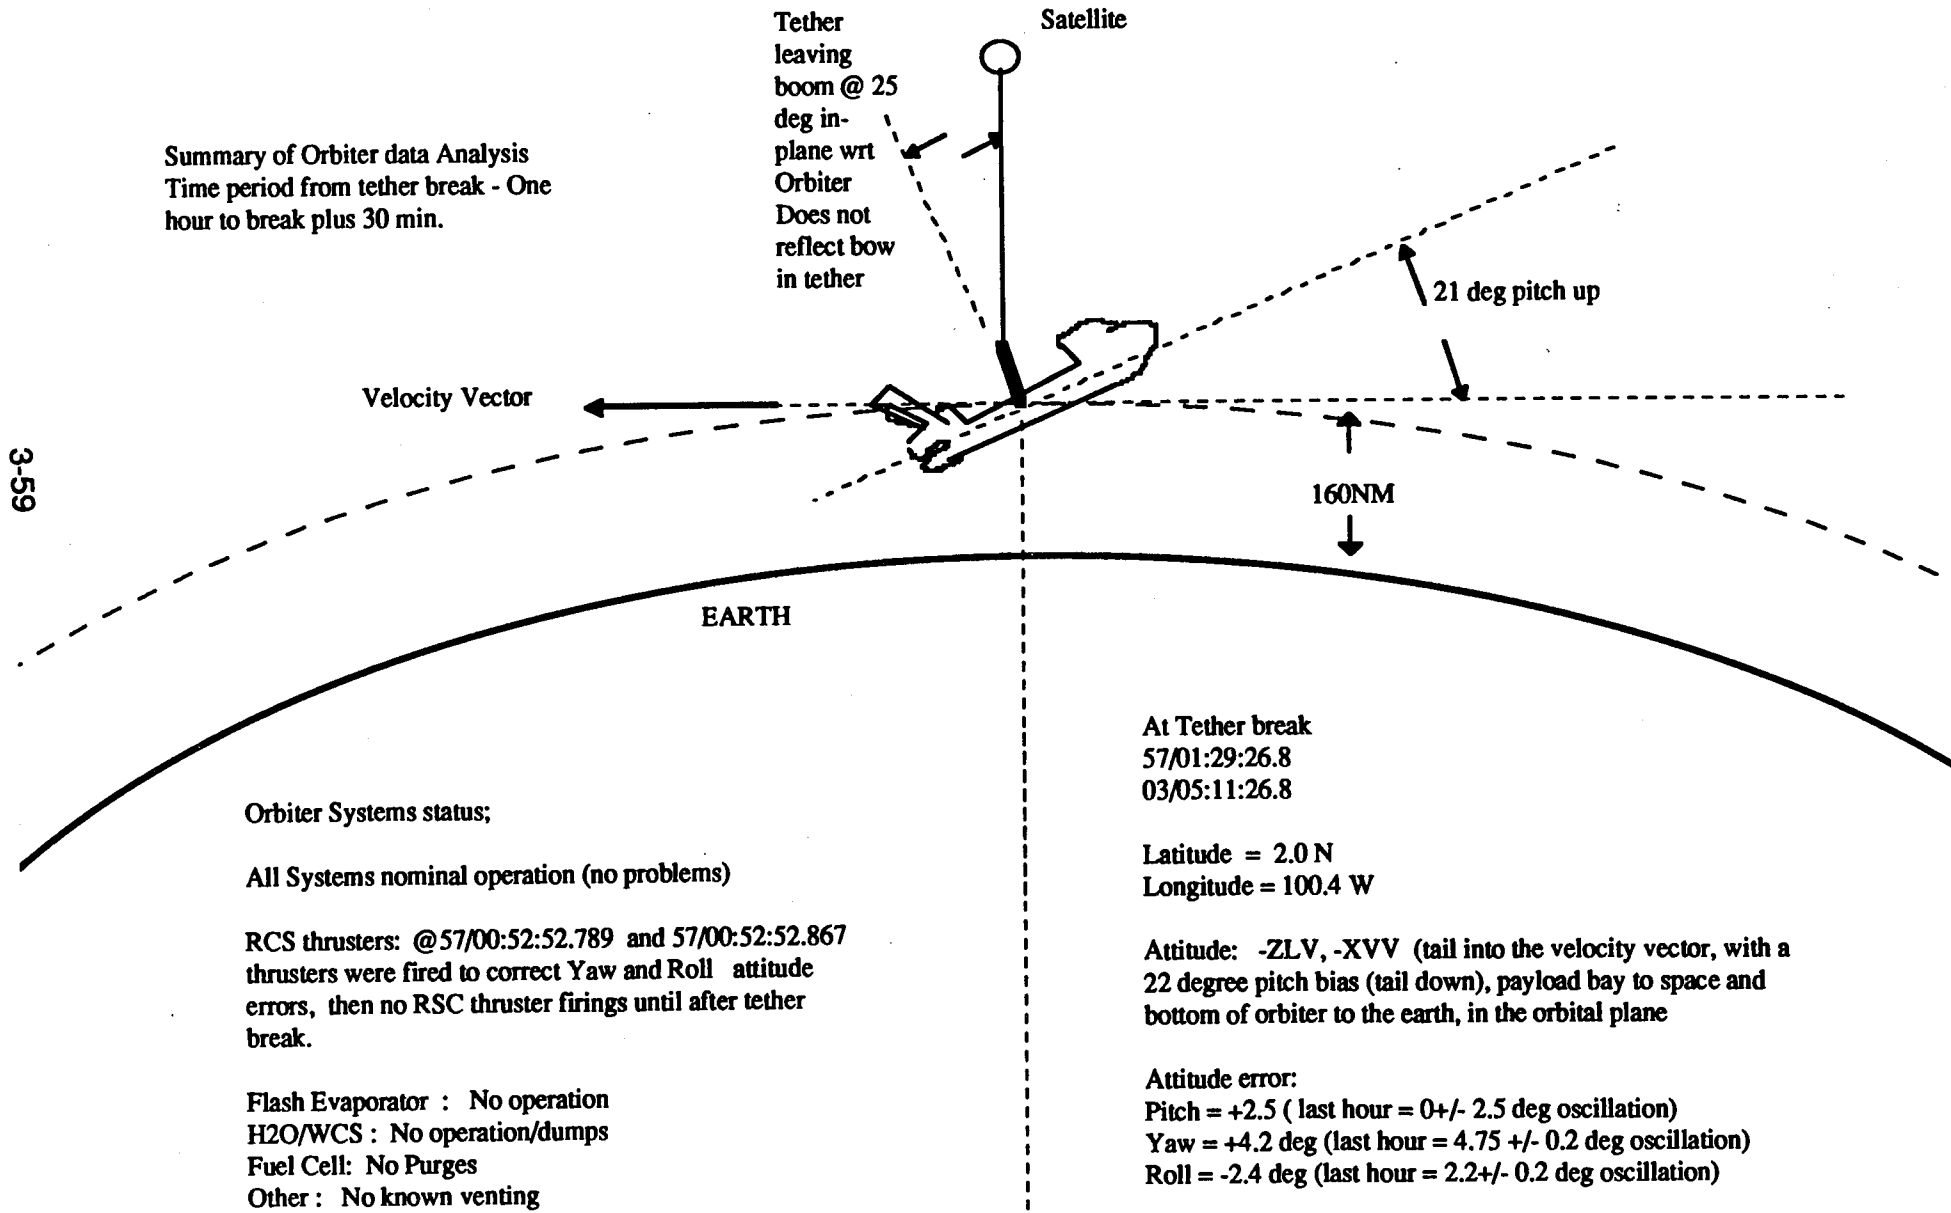 Tether
leaving
boom @ 25
deg in-
plane wrt
Orbiter
Does not
reflect bow
in tether
Satellite
Summary of Orbiter data Analysis
Time period from tether break - One
hour to break plus 30 min.
21 deg pitch up
Velocity Vector
3-59
160NM
EARTH
Orbiter Systems status;
All Systems nominal operation (no problems)
RCS thrusters: @57/00:52:52.789 and 57/00:52:52.867
thrusters were fired to correct Yaw and Roll attitude
errors, then no RSC thruster firings until after tether
break.
Flash Evaporator : No operation
H2O/WCS : No operation/dumps
Fuel Cell: No Purges
Other : No known venting
At Tether break
57/01:29:26.8
03/05:11:26.8
Latitude = 2.0 N
Longitude = 100.4 W
Attitude: -ZLV, -XVV (tail into the velocity vector, with a
22 degree pitch bias (tail down), payload bay to space and
bottom of orbiter to the earth, in the orbital plane
Attitude error:
Pitch = +2.5 ( last hour = 0+/- 2.5 deg oscillation)
Yaw = +4.2 deg (last hour = 4.75 +/- 0.2 deg oscillation)
Roll = -2.4 deg (last hour = 2.2+/- 0.2 deg oscillation)